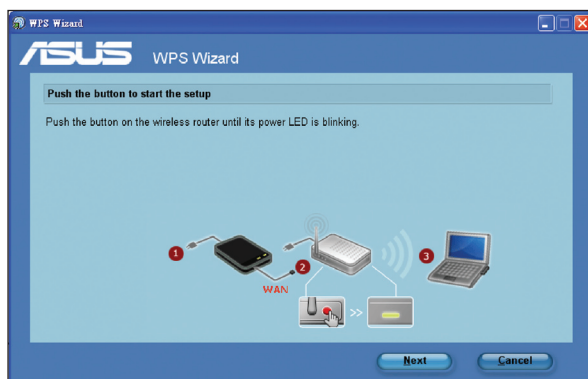 WPS Wizard
ASUS WPS Wizard
Push the button to start the setup
Push the button on the wireless router until its power LED is blinking.
1
2
3
WAN
>>
Next
Cancel